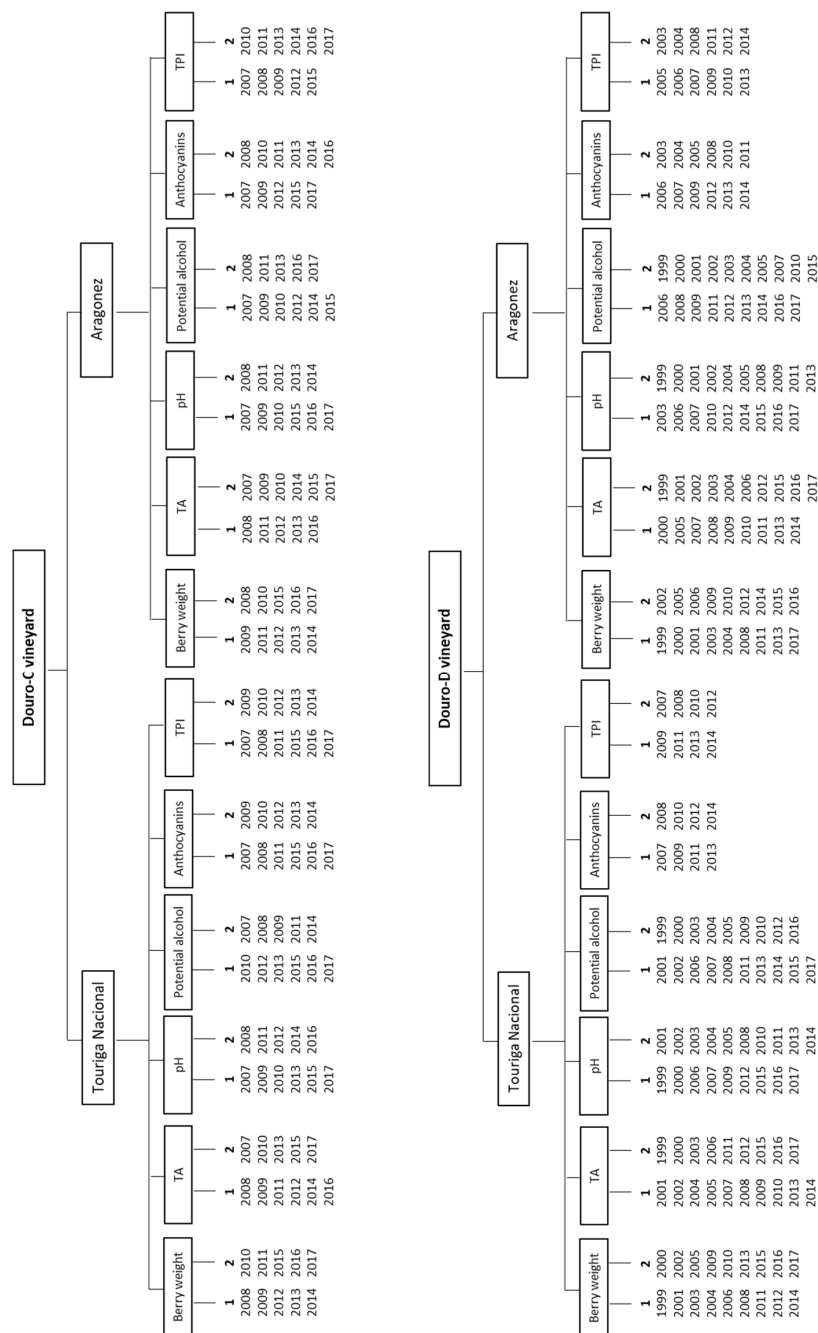 Douro-C vineyard
Touriga Nacional Aragonez
Berry weight TA pH Potential alcohol Anthocyanins TPI Berry weight TA pH Potential alcohol Anthocyanins TPI
1 2 1 2 1 2 1 2 1 2 1 2 1 2 1 2 1 2 1 2 1 2 1 2
2008 2010 2008 2007 2007 2008 2010 2007 2007 2009 2007 2009 2009 2008 2008 2007 2007 2008 2007 2008 2007 2008 2007 2010
2009 2011 2009 2010 2009 2011 2012 2008 2008 2010 2008 2010 2011 2010 2011 2009 2009 2011 2009 2011 2009 2010 2008 2011
2012 2015 2011 2013 2010 2012 2013 2009 2011 2012 2011 2012 2012 2015 2012 2010 2010 2012 2010 2013 2012 2011 2009 2013
2013 2016 2012 2015 2013 2014 2015 2011 2015 2013 2015 2013 2013 2016 2013 2014 2015 2013 2012 2016 2015 2013 2012 2014
2014 2017 2014 2017 2015 2016 2016 2014 2016 2014 2016 2014 2014 2017 2016 2015 2016 2014 2014 2017 2017 2014 2015 2016
2016 2017 2017 2017 2017 2017 2017 2015 2016 2017
Douro-D vineyard
Touriga Nacional Aragonez
Berry weight TA pH Potential alcohol Anthocyanins TPI Berry weight TA pH Potential alcohol Anthocyanins TPI
1 2 1 2 1 2 1 2 1 2 1 2 1 2 1 2 1 2 1 2 1 2 1 2
1999 2000 2001 1999 1999 2001 2001 1999 2007 2008 2009 2007 1999 2002 2000 1999 2003 1999 2006 1999 2006 2003 2005 2003
2001 2002 2002 2000 2000 2002 2002 2000 2009 2010 2011 2008 2000 2005 2005 2001 2006 2000 2008 2000 2007 2004 2006 2004
2003 2005 2004 2003 2006 2003 2006 2003 2011 2012 2013 2010 2001 2006 2007 2002 2007 2001 2009 2001 2009 2005 2007 2008
2004 2009 2005 2006 2007 2004 2007 2004 2013 2014 2014 2012 2003 2009 2008 2003 2010 2002 2011 2002 2012 2008 2009 2011
2006 2010 2007 2011 2009 2005 2008 2005 2004 2010 2009 2004 2012 2004 2012 2003 2013 2010 2010 2012
2008 2013 2008 2012 2012 2008 2011 2009 2008 2012 2010 2006 2014 2005 2013 2004 2014 2011 2013 2014
2011 2015 2009 2015 2015 2010 2013 2010 2011 2014 2011 2012 2015 2008 2014 2005
2012 2016 2010 2016 2016 2011 2014 2012 2013 2015 2013 2015 2016 2009 2016 2007
2014 2017 2013 2017 2017 2013 2015 2016 2017 2016 2014 2016 2017 2011 2017 2010
2014 2014 2017 2017 2013 2015